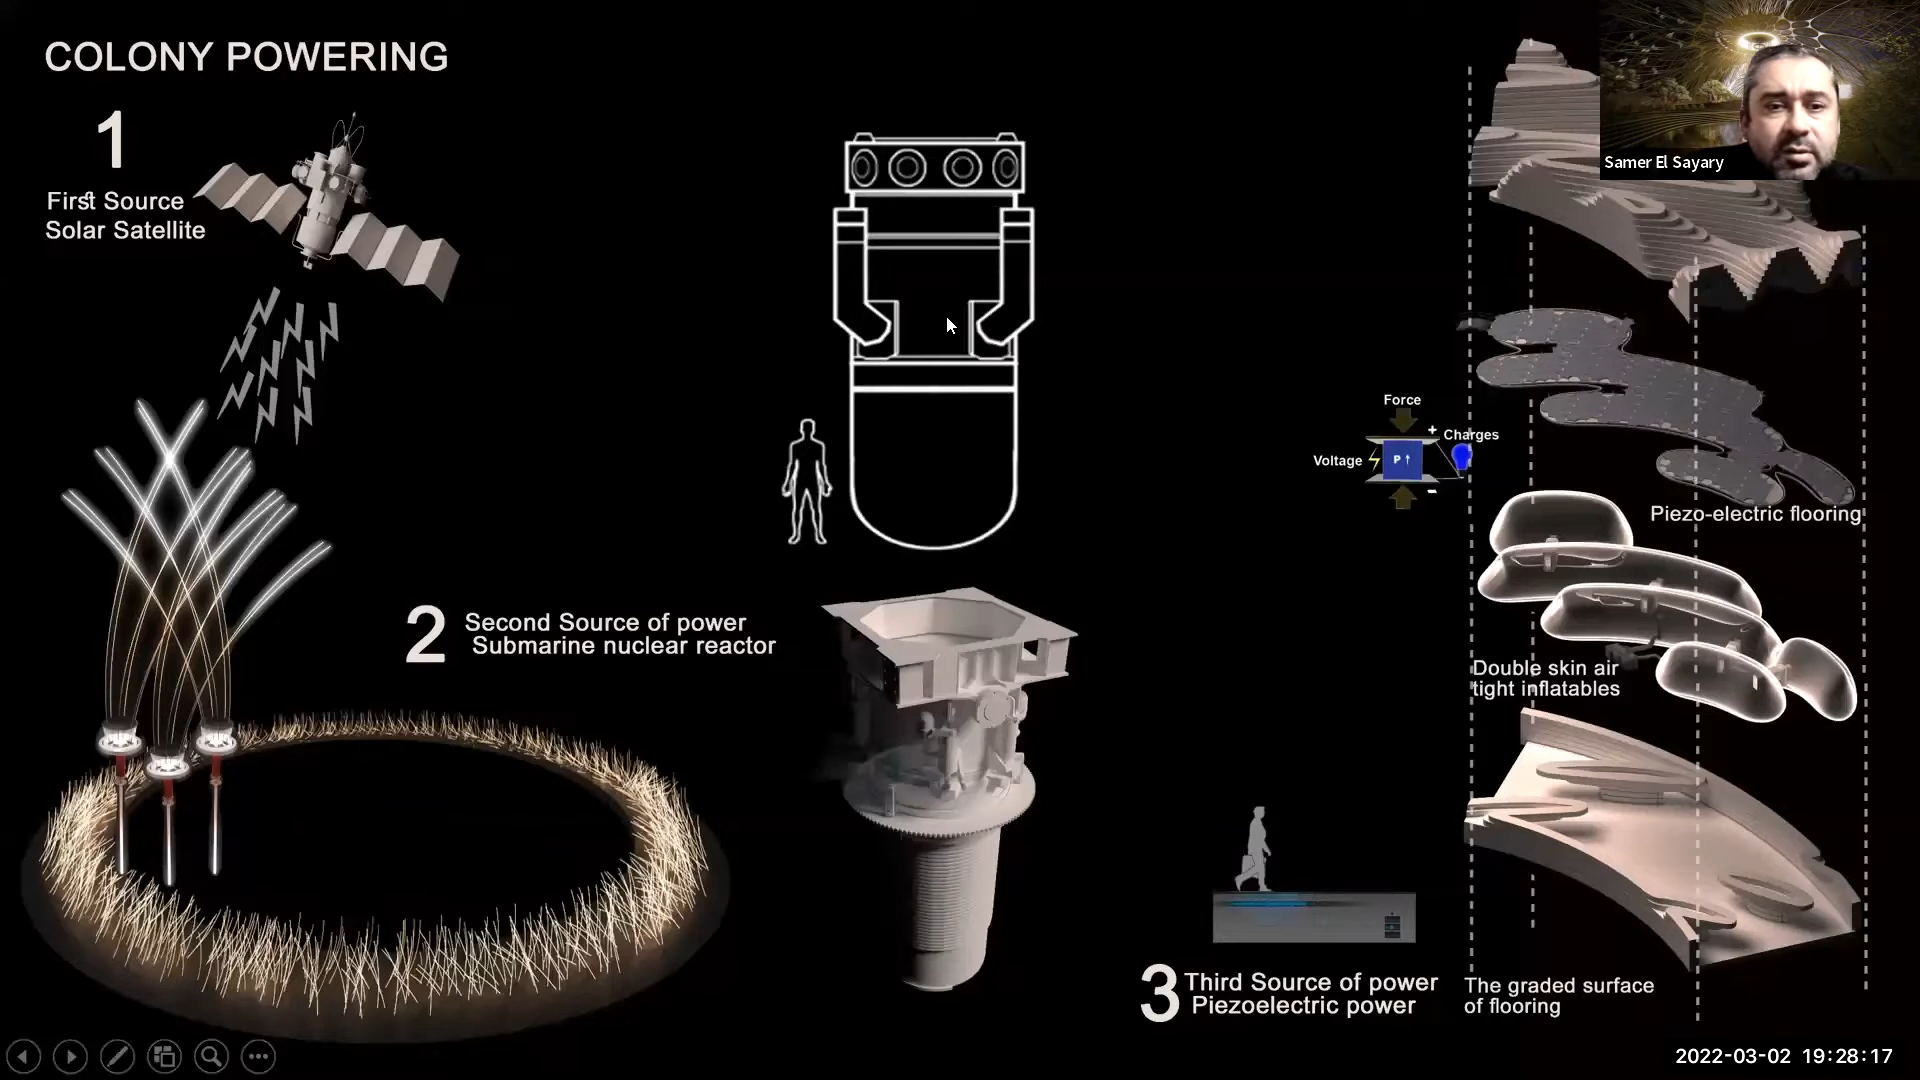 COLONY POWERING
1
First Source
Solar Satellite
2
Second Source of power
Submarine nuclear reactor
Force
+
Charges
Voltage
P↑
-
Piezo-electric flooring
Double skin air
tight inflatables
3
Third Source of power
Piezoelectric power
The graded surface
of flooring
Samer El Sayary
2022-03-02 19:28:17